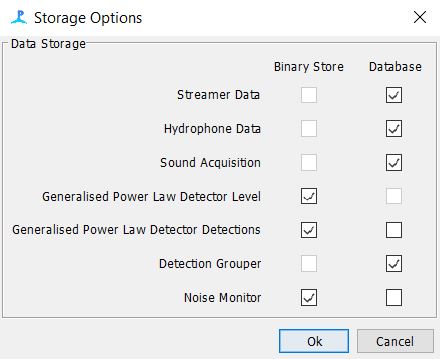 Storage Options
Data Storage
Binary Store Database
Streamer Data
Hydrophone Data
Sound Acquisition
Generalised Power Law Detector Level
Generalised Power Law Detector Detections
Detection Grouper
Noise Monitor
Ok Cancel